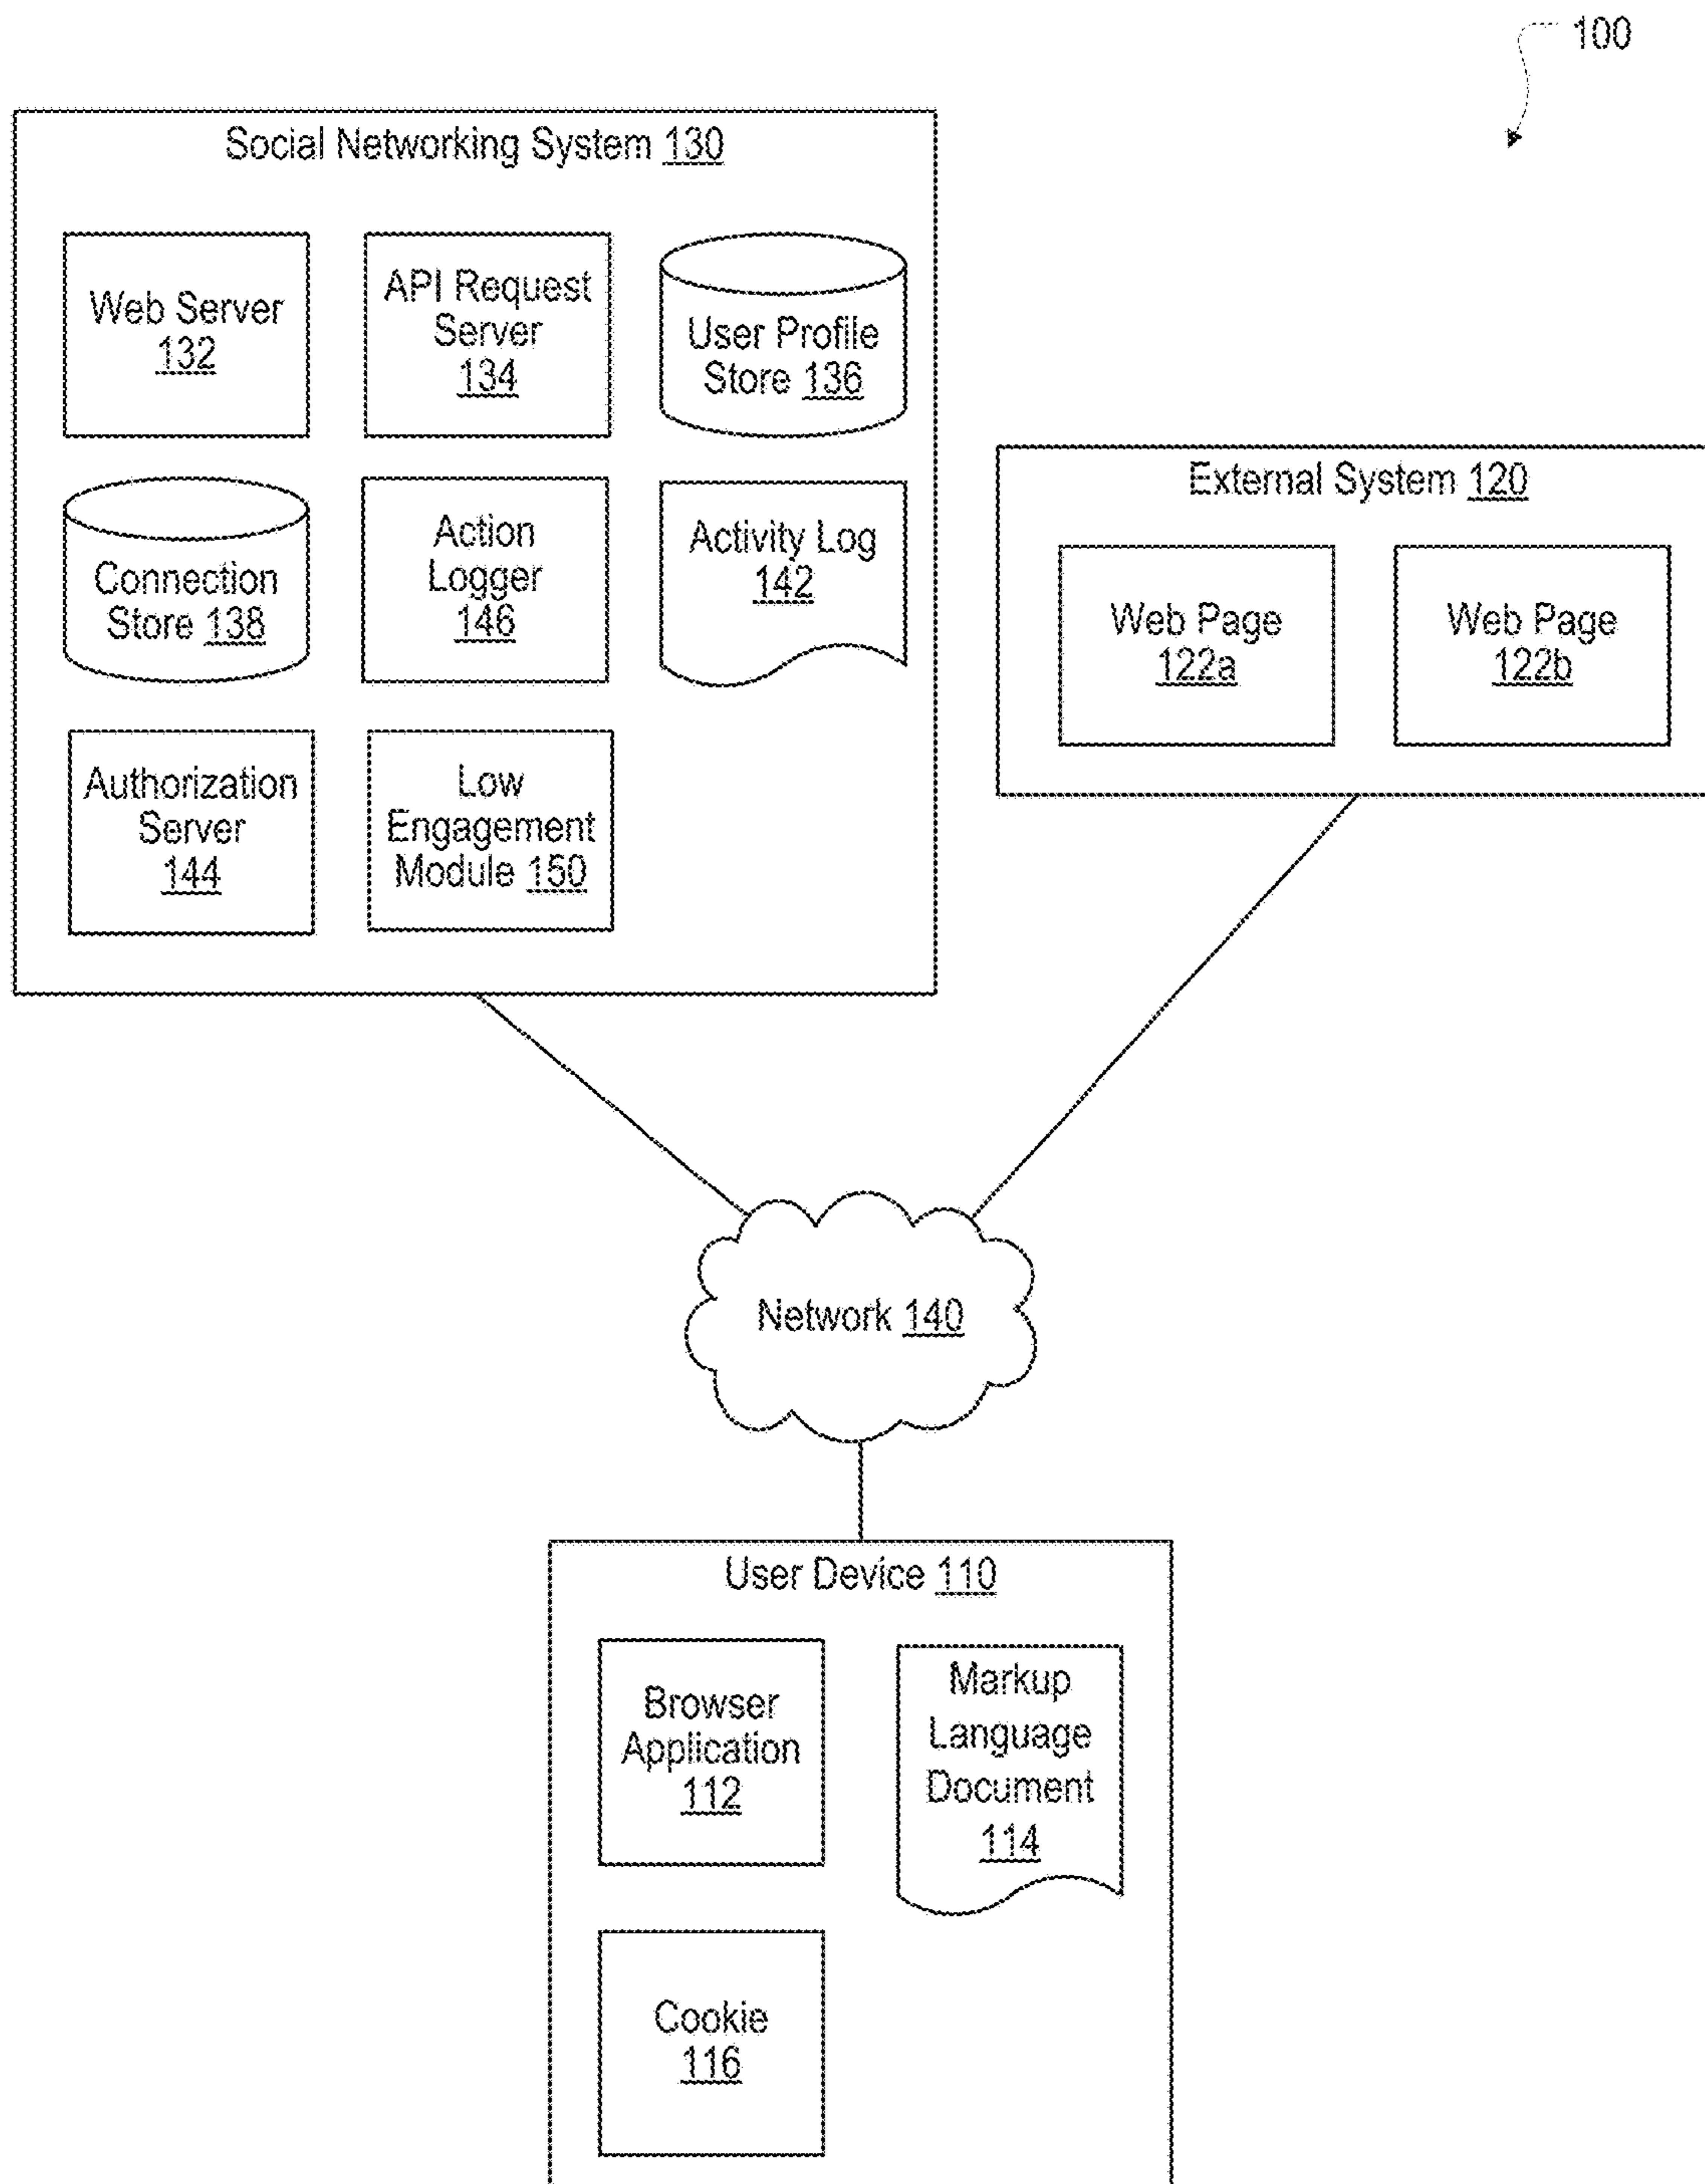 100
Social Networking System 130
Web Server
132
API Request
Server
134
User Profile
Store 136
Connection
Store 138
Action
Logger
146
Activity Log
142
Authorization
Server
144
Low
Engagement
Module 150
External System 120
Web Page
122a
Web Page
122b
Network 140
User Device 110
Browser
Application
112
Markup
Language
Document
114
Cookie
116